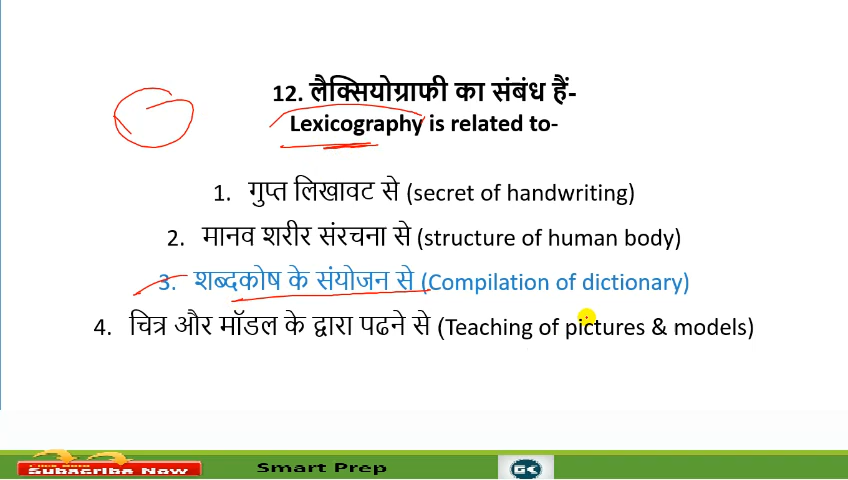 12. लैक्सियोग्राफी का संबंध हैं-
Lexicography is related to-
1. गुप्त लिखावट से (secret of handwriting)
2. मानव शरीर संरचना से (structure of human body)
3. शब्दकोष के संयोजन से (Compilation of dictionary)
4. चित्र और मॉडल के द्वारा पढने से (Teaching of pictures & models)
Subscribe Now
Smart Prep
GK